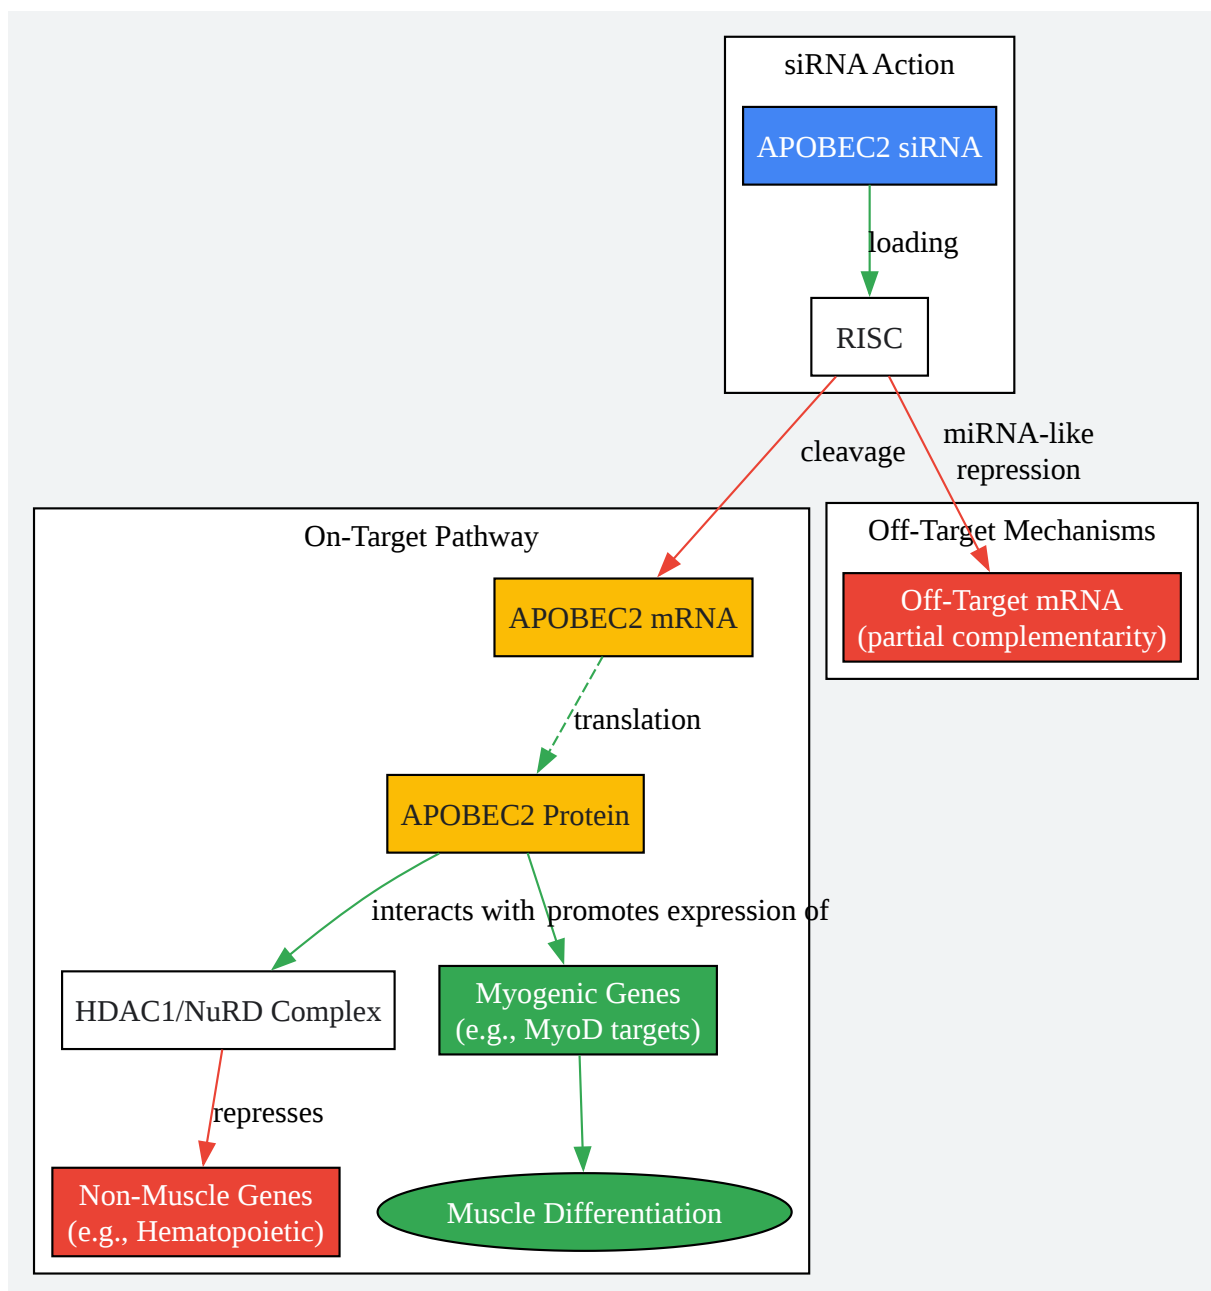 siRNA Action
APOBEC2 siRNA
loading
RISC
cleavage
miRNA-like
repression
On-Target Pathway
Off-Target Mechanisms
APOBEC2 mRNA
Off-Target mRNA
(partial complementarity)
translation
APOBEC2 Protein
interacts with
promotes expression of
HDAC1/NuRD Complex
Myogenic Genes
(e.g., MyoD targets)
represses
Non-Muscle Genes
(e.g., Hematopoietic)
Muscle Differentiation